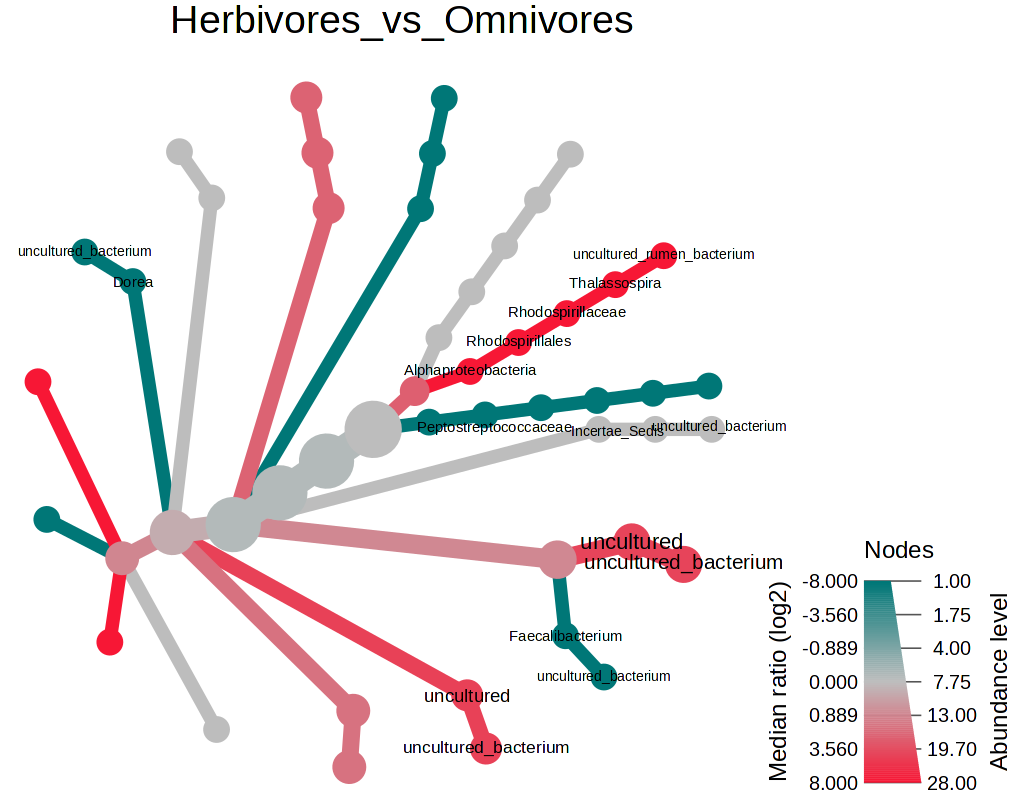 Herbivores_vs_Omnivores
uncultured_bacterium
Dorea
uncultured_rumen_bacterium
Thalassospira
Rhodospirillaceae
Rhodospirillales
Alphaproteobacteria
Peptostreptococcaceae
Incertae_Sedis
uncultured_bacterium
uncultured
uncultured_bacterium
Faecalibacterium
uncultured_bacterium
uncultured
uncultured_bacterium
Nodes
Median ratio (log2)
Abundance level
-8.000 1.00
-3.560 1.75
-0.889 4.00
0.000 7.75
0.889 13.00
3.560 19.70
8.000 28.00